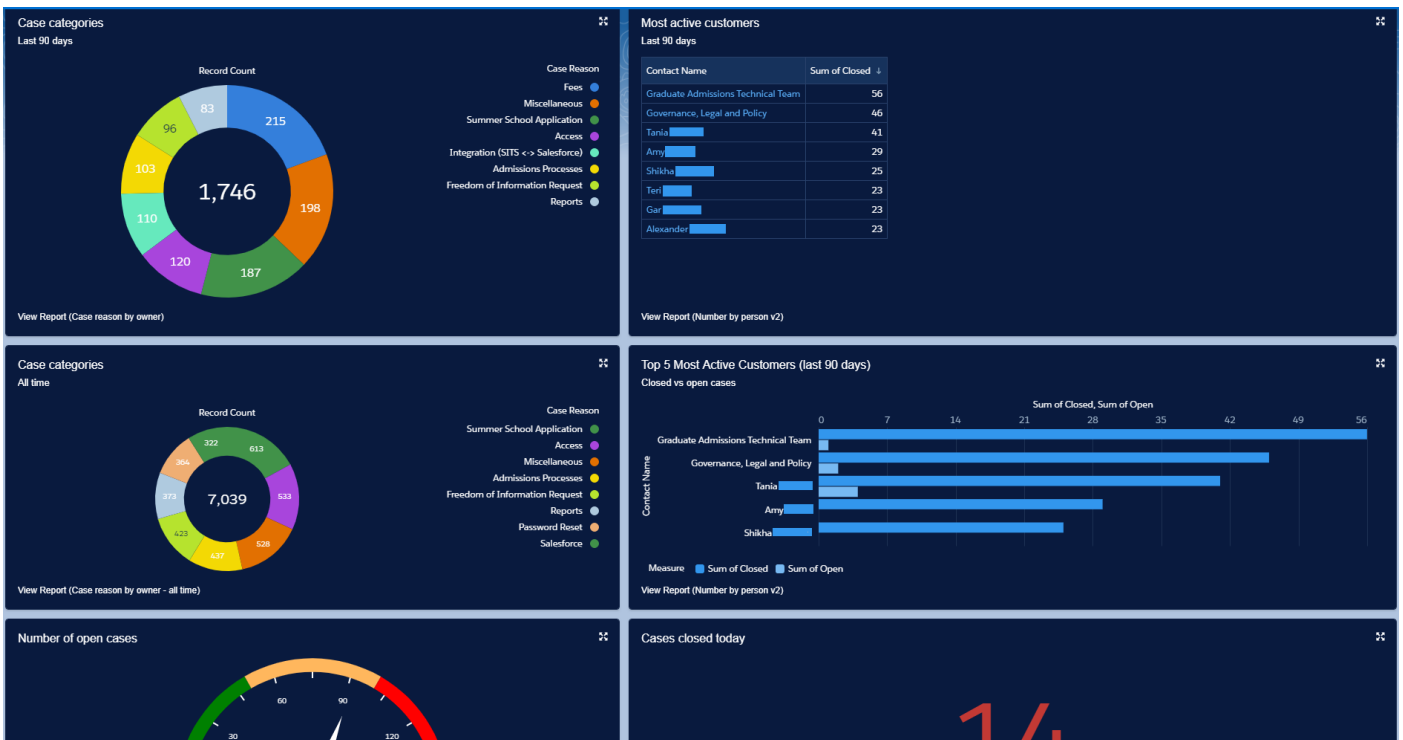 Case categories
Last 90 days
Record Count
Case Reason
Fees
Miscellaneous
Summer School Application
Access
Integration (SITS <-> Salesforce)
Admissions Processes
Freedom of Information Request
Reports
83
215
96
103
1,746
198
110
120
187
View Report (Case reason by owner)
Most active customers
Last 90 days
Contact Name Sum of Closed ↓
Graduate Admissions Technical Team 56
Governance, Legal and Policy 46
Tania 41
Amy 29
Shikha 25
Teri 23
Gar 23
Alexander 23
View Report (Number by person v2)
Case categories
All time
Record Count
Case Reason
Summer School Application
Access
Miscellaneous
Admissions Processes
Freedom of Information Request
Reports
Password Reset
Salesforce
322
613
364
373
7,039
533
423
528
437
View Report (Case reason by owner - all time)
Top 5 Most Active Customers (last 90 days)
Closed vs open cases
Sum of Closed, Sum of Open
0 7 14 21 28 35 42 49 56
Contact Name
Graduate Admissions Technical Team
Governance, Legal and Policy
Tania
Amy
Shikha
Measure Sum of Closed Sum of Open
View Report (Number by person v2)
Number of open cases
60 90
30 120
Cases closed today
14